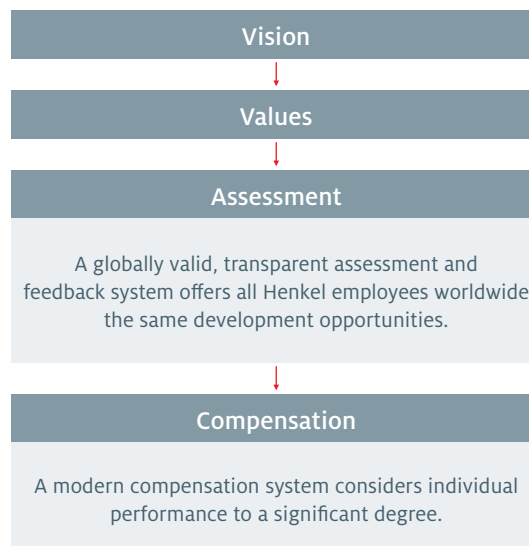 Vision
Values
Assessment
A globally valid, transparent assessment and
feedback system offers all Henkel employees worldwide
the same development opportunities.
Compensation
A modern compensation system considers individual
performance to a significant degree.